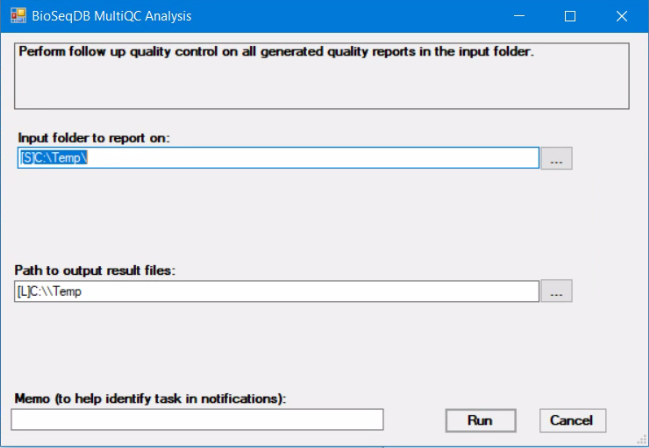 BioSeqDB MultiQC Analysis
Perform follow up quality control on all generated quality reports in the input folder.
Input folder to report on:
[S]C:\Temp\
...
Path to output result files:
[L]C:\\Temp
...
Memo (to help identify task in notifications):
Run
Cancel